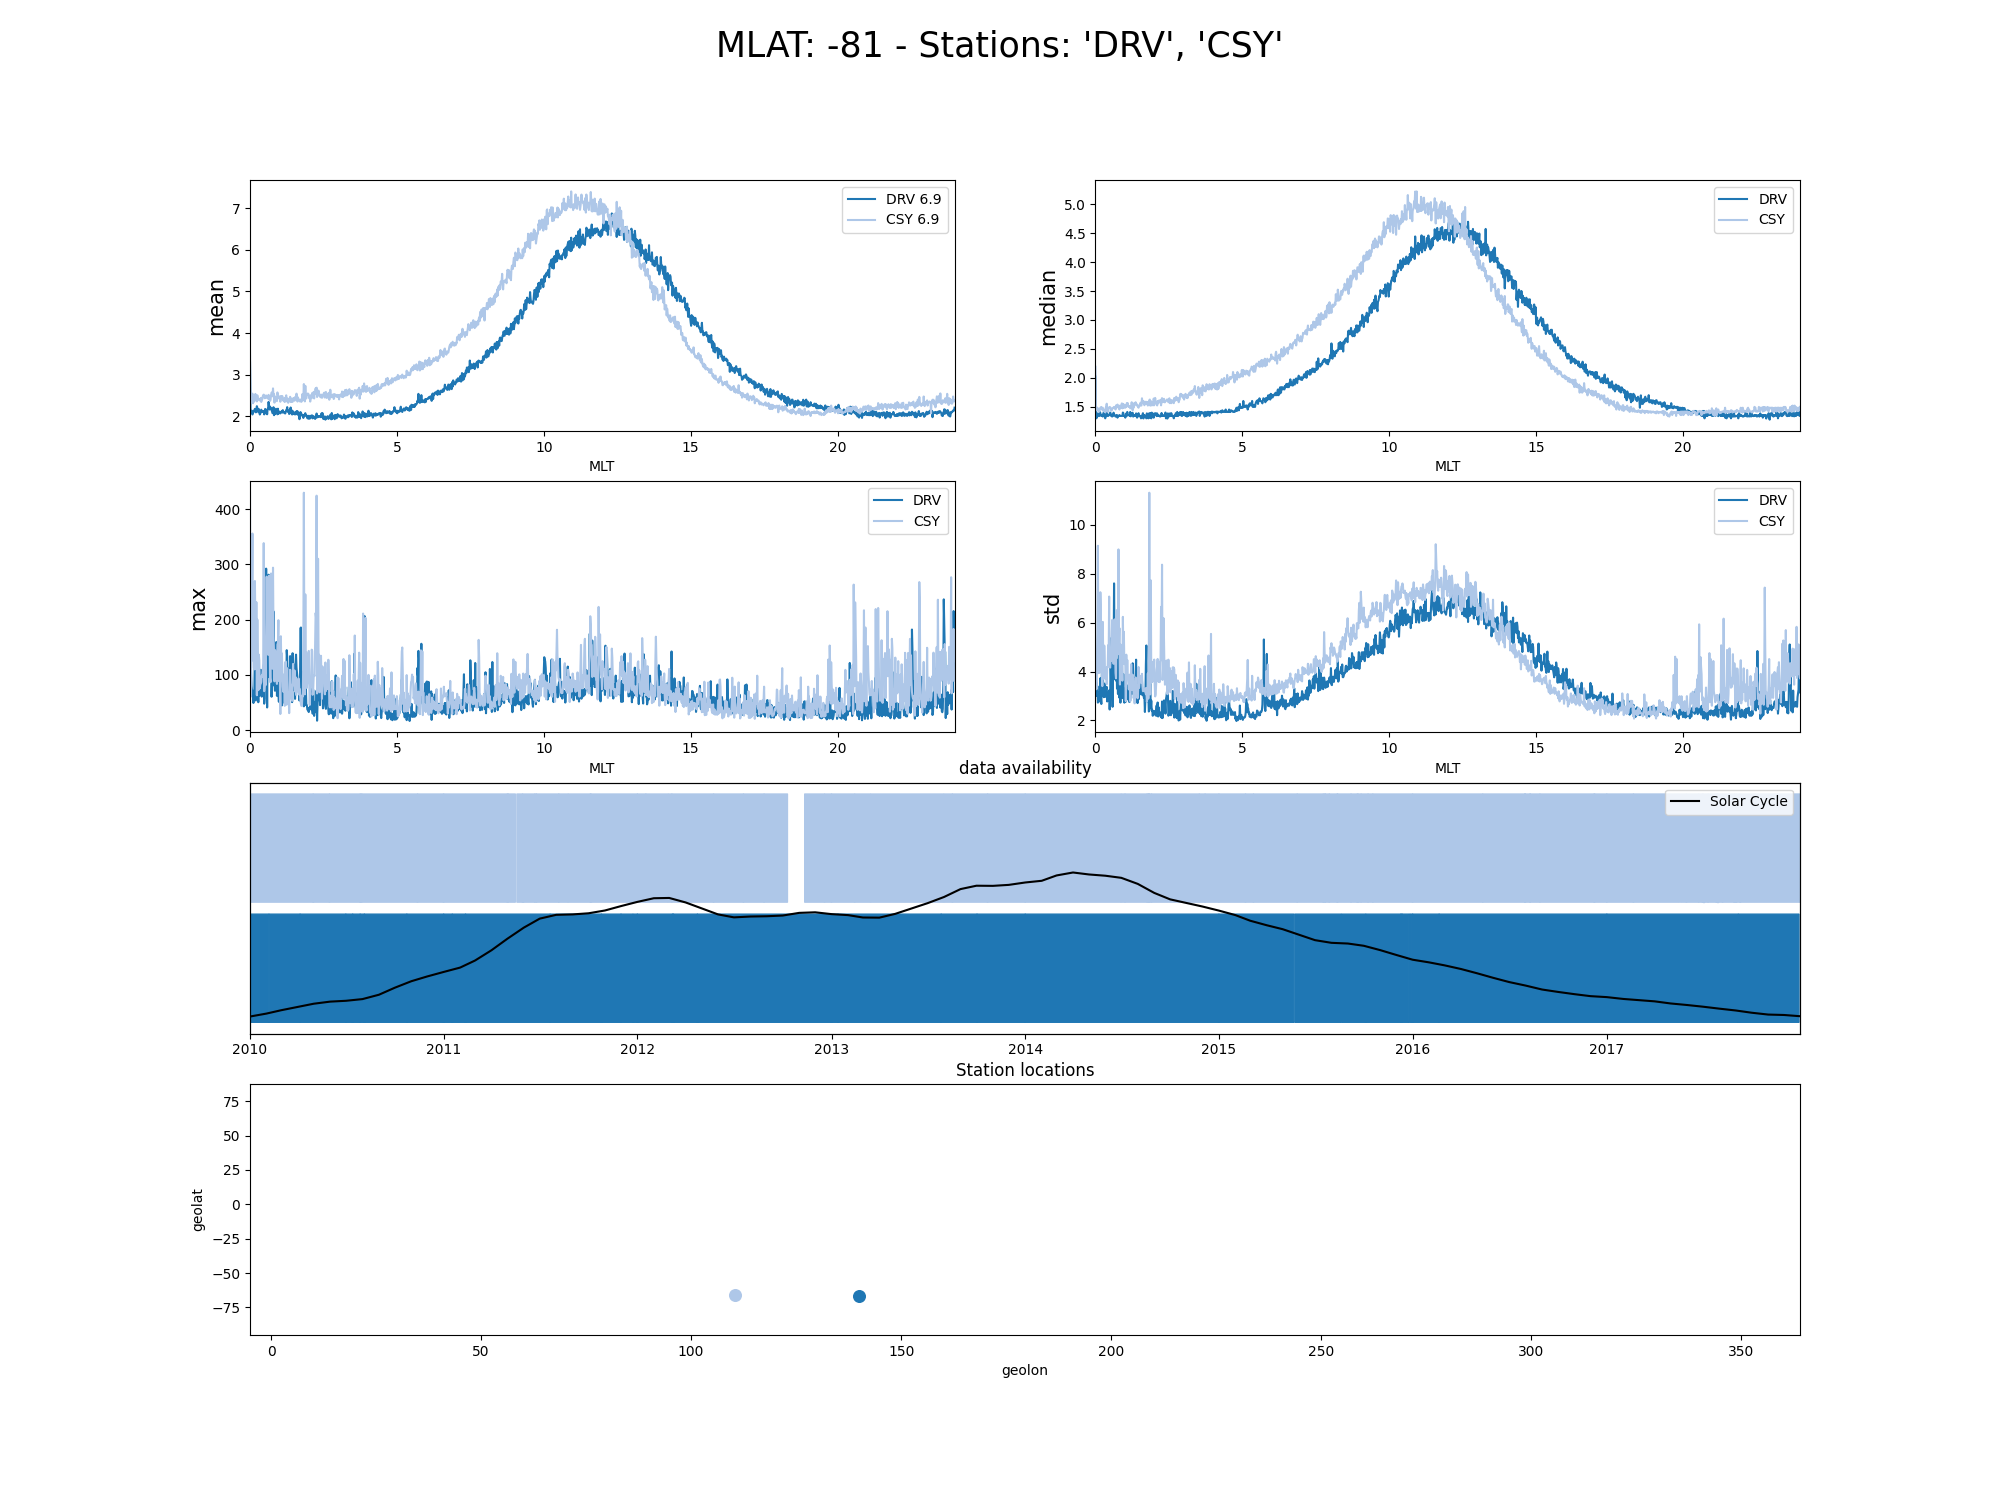 MLAT: -81 - Stations: 'DRV', 'CSY'
mean
7
6
5
4
3
2
DRV 6.9
CSY 6.9
0 5 10 15 20
MLT
median
5.0
4.5
4.0
3.5
3.0
2.5
2.0
1.5
DRV
CSY
0 5 10 15 20
MLT
max
400
300
200
100
0
DRV
CSY
0 5 10 15 20
MLT
std
10
8
6
4
2
DRV
CSY
0 5 10 15 20
MLT
data availability
Solar Cycle
2010 2011 2012 2013 2014 2015 2016 2017
Station locations
geolat
75
50
25
0
−25
−50
−75
0 50 100 150 200 250 300 350
geolon